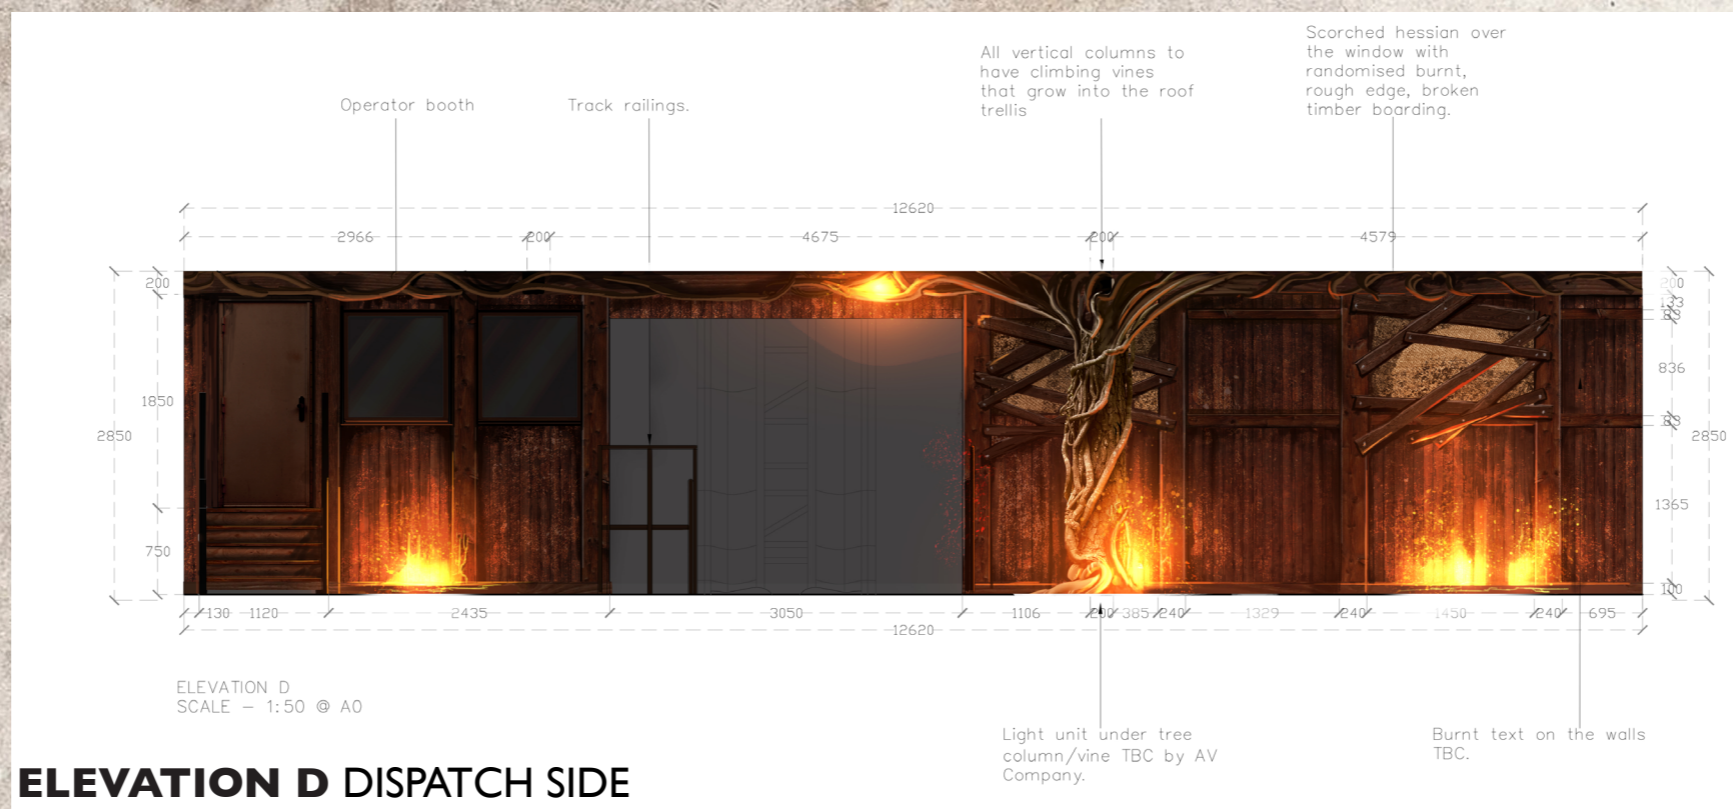 Scorched hessian over
the window with
randomised burnt,
rough edge, broken
timber boarding.
All vertical columns to
have climbing vines
that grow into the roof
trellis
Operator booth
Track railings.
12620
2966
200
4675
200
4579
200
1850
2850
750
200
133
836
2850
1365
100
130
1120
2435
3050
1106
200
385
240
1329
240
1450
240
695
12620
ELEVATION D
SCALE – 1:50 @ A0
Light unit under tree
column/vine TBC by AV
Company.
Burnt text on the walls
TBC.
ELEVATION D DISPATCH SIDE